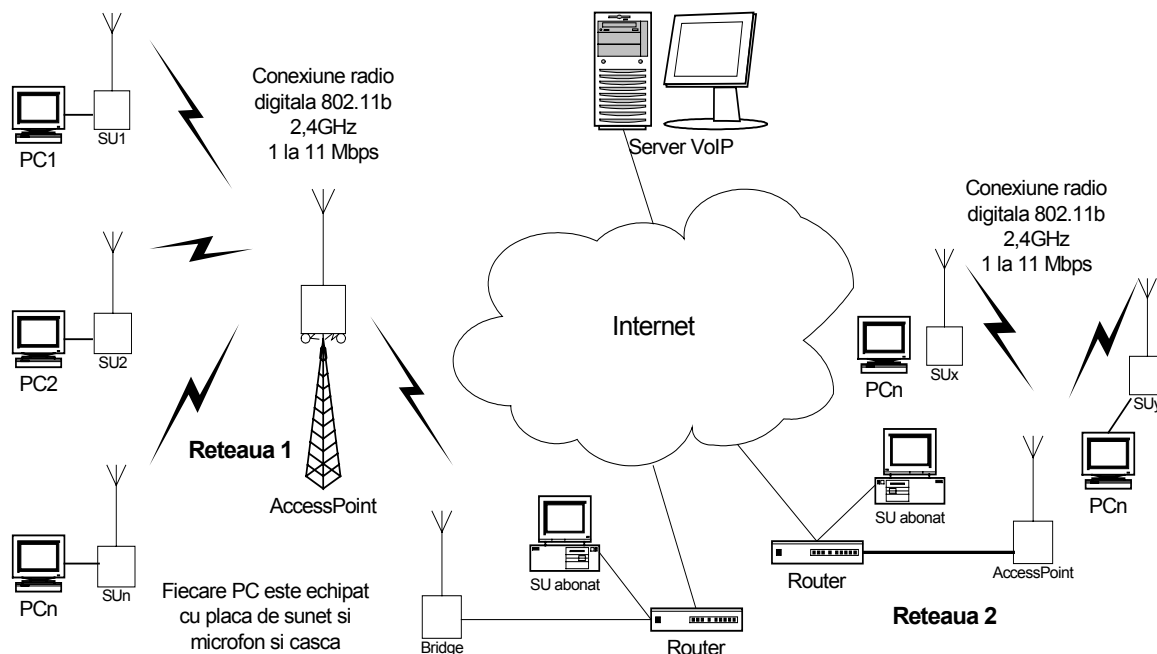 SU1
PC1
Conexiune radio
digitala 802.11b
2,4GHz
1 la 11 Mbps
Server VoIP
Conexiune radio
digitala 802.11b
2,4GHz
1 la 11 Mbps
SU2
PC2
Internet
PCn
SUx
SUy
PCn
Reteaua 1
AccessPoint
SUn
PCn
Fiecare PC este echipat
cu placa de sunet si
microfon si casca
SU abonat
Bridge
Router
SU abonat
Router
AccessPoint
Reteaua 2